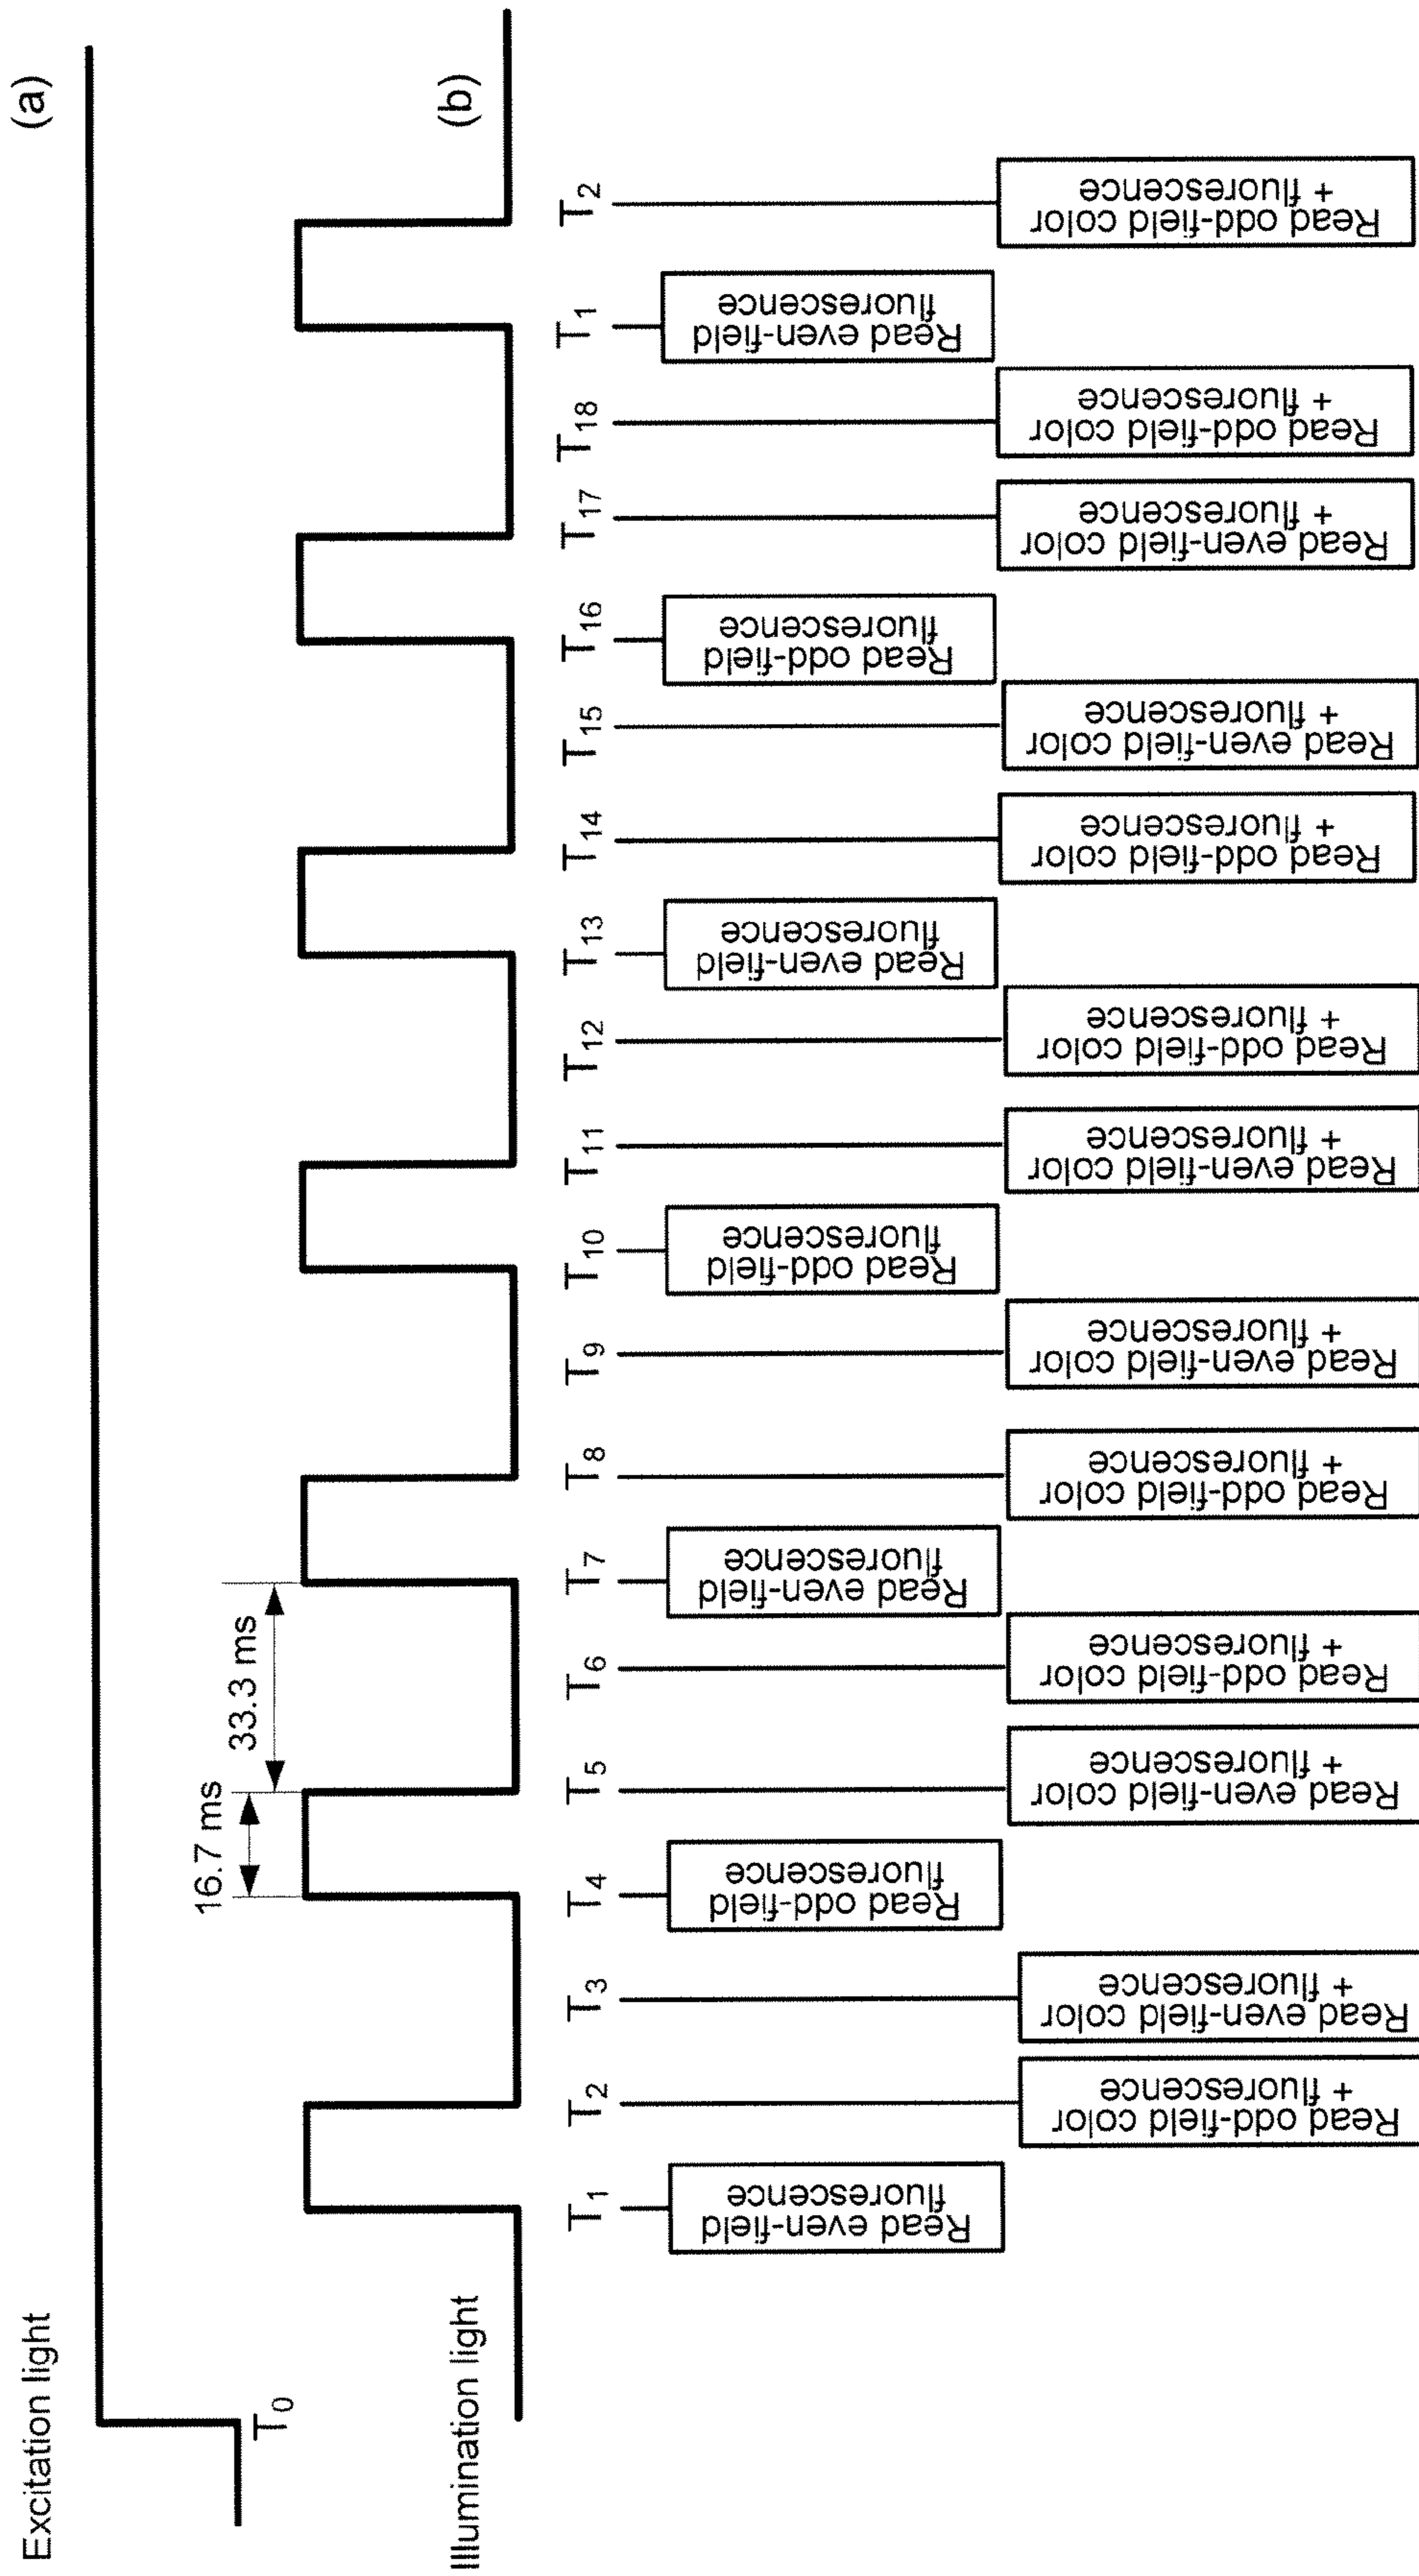 Excitation light
(a)
T0
16.7 ms
33.3 ms
Illumination light
(b)
T1
T2
T3
T4
T5
T6
T7
T8
T9
T10
T11
T12
T13
T14
T15
T16
T17
T18
T1
T2
Read even-field
fluorescence
Read odd-field color
+ fluorescence
Read even-field color
+ fluorescence
Read odd-field
fluorescence
Read even-field color
+ fluorescence
Read odd-field color
+ fluorescence
Read even-field
fluorescence
Read odd-field color
+ fluorescence
Read even-field color
+ fluorescence
Read odd-field
fluorescence
Read even-field color
+ fluorescence
Read odd-field color
+ fluorescence
Read even-field
fluorescence
Read odd-field color
+ fluorescence
Read even-field color
+ fluorescence
Read odd-field
fluorescence
Read even-field color
+ fluorescence
Read odd-field color
+ fluorescence
Read even-field
fluorescence
Read odd-field color
+ fluorescence